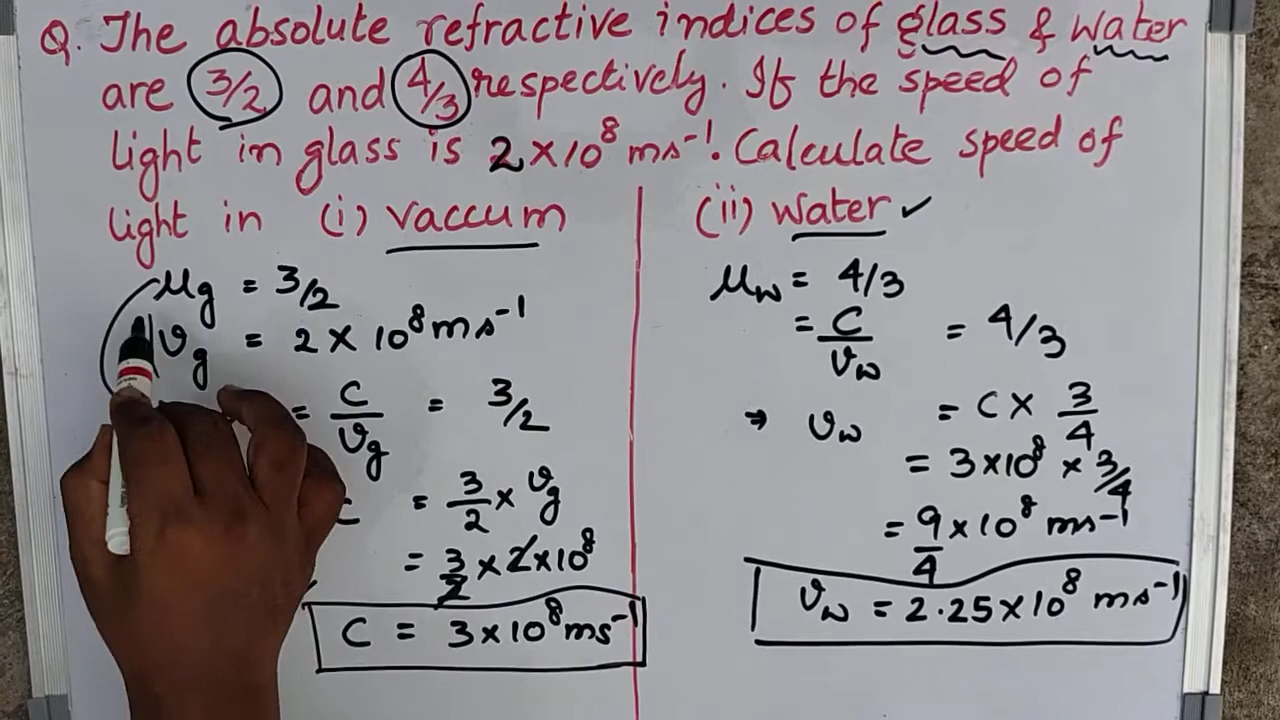 Q. The absolute refractive indices of glass & water
are 3/2 and 4/3 respectively. If the speed of
light in glass is 2×10⁸ ms⁻¹. Calculate speed of
light in (i) vaccum
μg = 3/2
vg = 2 × 10⁸ ms⁻¹
= C/vg = 3/2
C = 3/2 × vg
= 3/2 × 2×10⁸
C = 3×10⁸ ms⁻¹
(ii) water ✓
μw = 4/3
= C/vw = 4/3
→ vw = C × 3/4
= 3×10⁸ × 3/4
= 9/4 ×10⁸ ms⁻¹
vw = 2.25×10⁸ ms⁻¹